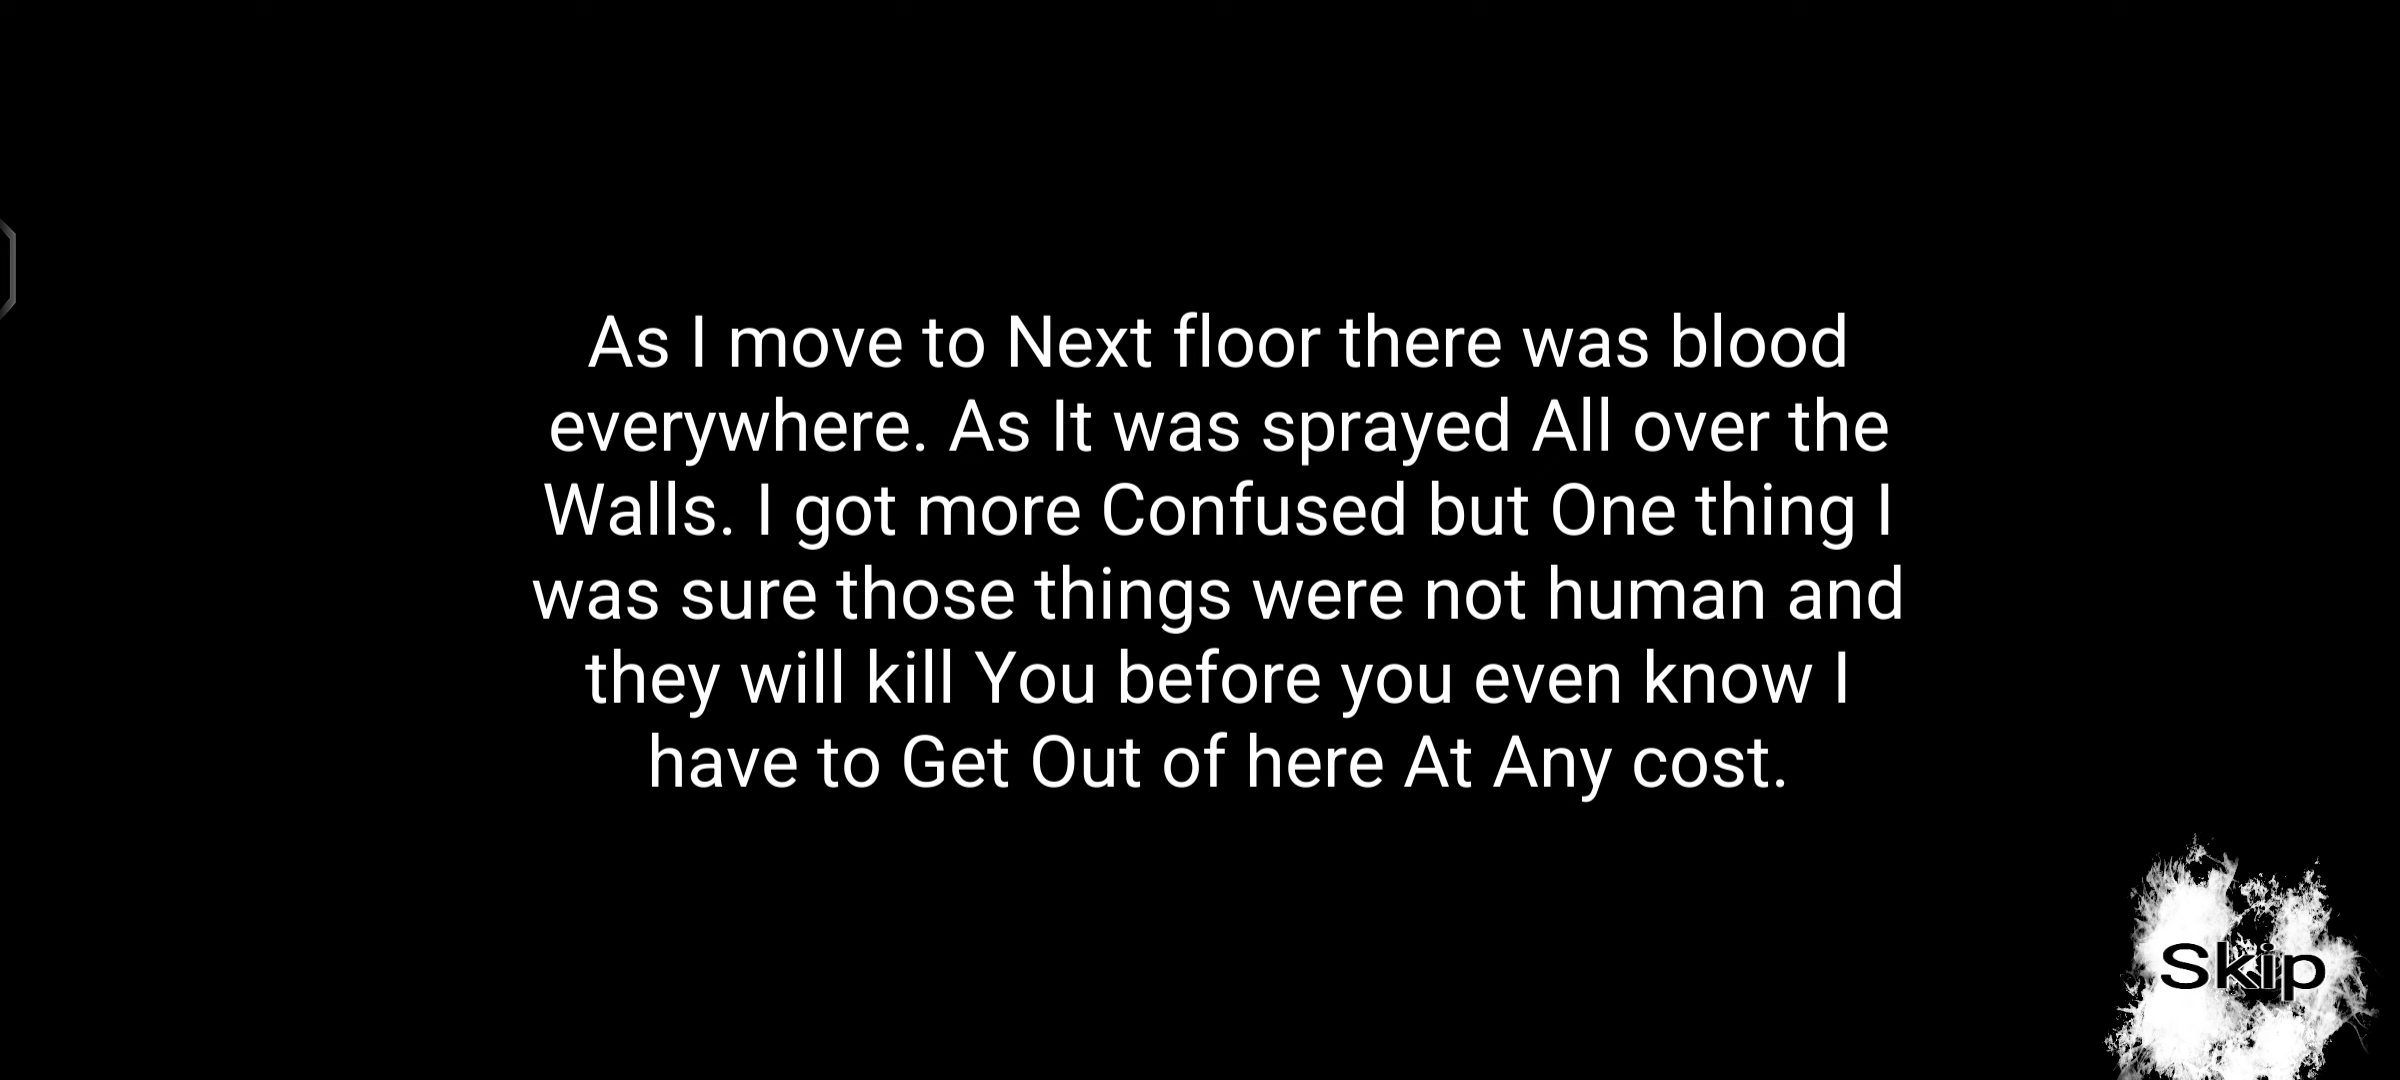 As I move to Next floor there was blood
everywhere. As It was sprayed All over the
Walls. I got more Confused but One thing I
was sure those things were not human and
they will kill You before you even know I
have to Get Out of here At Any cost.
Skip